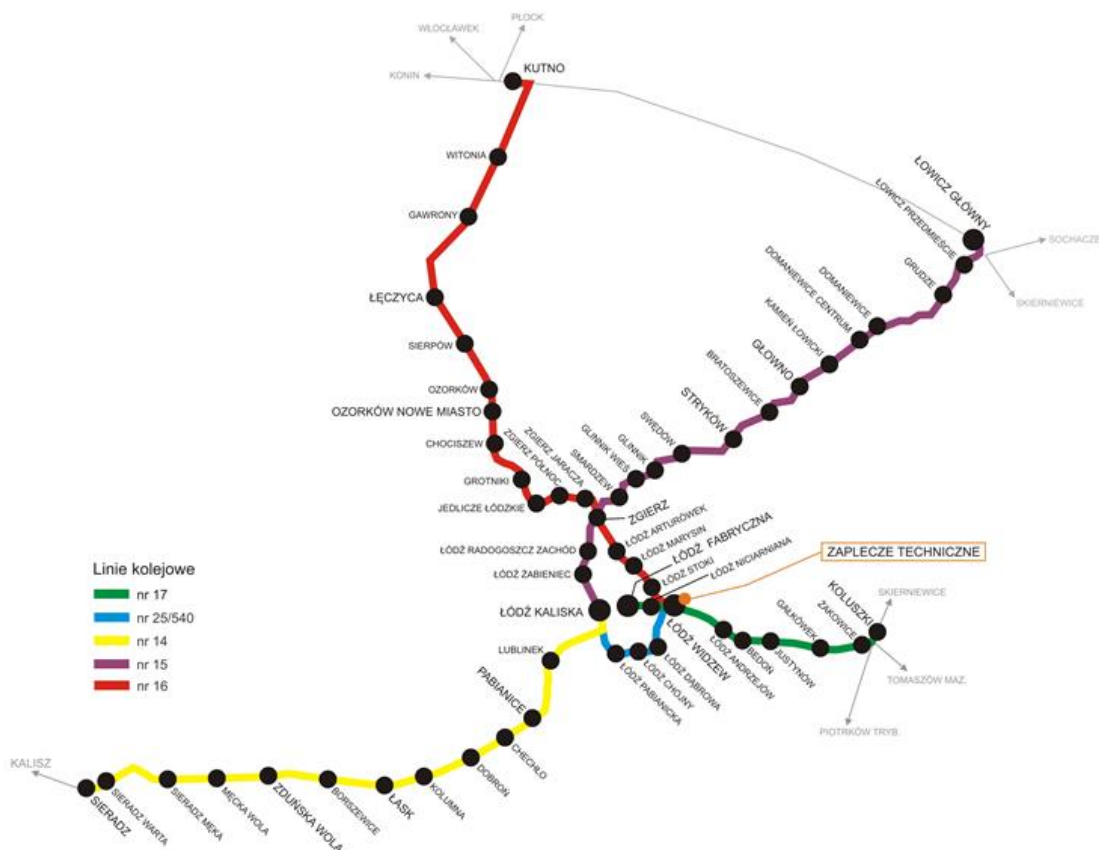 PŁOCK
WŁOCŁAWEK
KONIN
KUTNO
WITONIA
GAWRONY
ŁĘCZYCA
SIERPÓW
OZORKÓW
OZORKÓW NOWE MIASTO
CHOCISZEW
GROTNIKI
JEDLICZE ŁÓDZKIE
ZGIERZ PÓŁNOC
ZGIERZ JARACZA
SMARDZEW
GLINNIK WIEŚ
GLINNIK
SWĘDÓW
STRYKÓW
BRATOSZEWICE
GŁOWNO
KAMIEŃ ŁOWICKI
DOMANIEWICE CENTRUM
DOMANIEWICE
GRUDZE
ŁOWICZ PRZEDMIEŚCIE
ŁOWICZ GŁÓWNY
SOCHACZE
SKIERNIEWICE
ZGIERZ
ŁÓDŹ ARTURÓWEK
ŁÓDŹ MARYSIN
ŁÓDŹ FABRYCZNA
ŁÓDŹ STOKI
ŁÓDŹ NICIARNIANA
ŁÓDŹ RADOGOSZCZ ZACHÓD
ŁÓDŹ ŻABIENIEC
ŁÓDŹ KALISKA
ZAPLECZE TECHNICZNE
ŁÓDŹ WIDZEW
ŁÓDŹ ANDRZEJÓW
BEDOŃ
JUSTYNÓW
GAŁKÓWEK
ŻAKOWICE
KOLUSZKI
SKIERNIEWICE
TOMASZÓW MAZ.
PIOTRKÓW TRYB.
ŁÓDŹ DĄBROWA
ŁÓDŹ CHOJNY
ŁÓDŹ PABIANICKA
LUBLINEK
PABIANICE
CHECHŁO
DOBROŃ
KOLUMNA
ŁASK
BORSZEWICE
ZDUŃSKA WOLA
MĘCKA WOLA
SIERADZ MĘKA
SIERADZ WARTA
SIERADZ
KALISZ
Linie kolejowe
nr 17
nr 25/540
nr 14
nr 15
nr 16